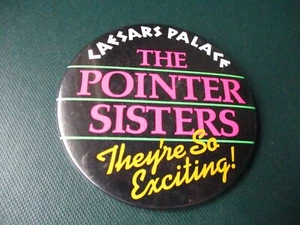 CAESARS PALACE
THE
POINTER
SISTERS
They're So
Exciting!